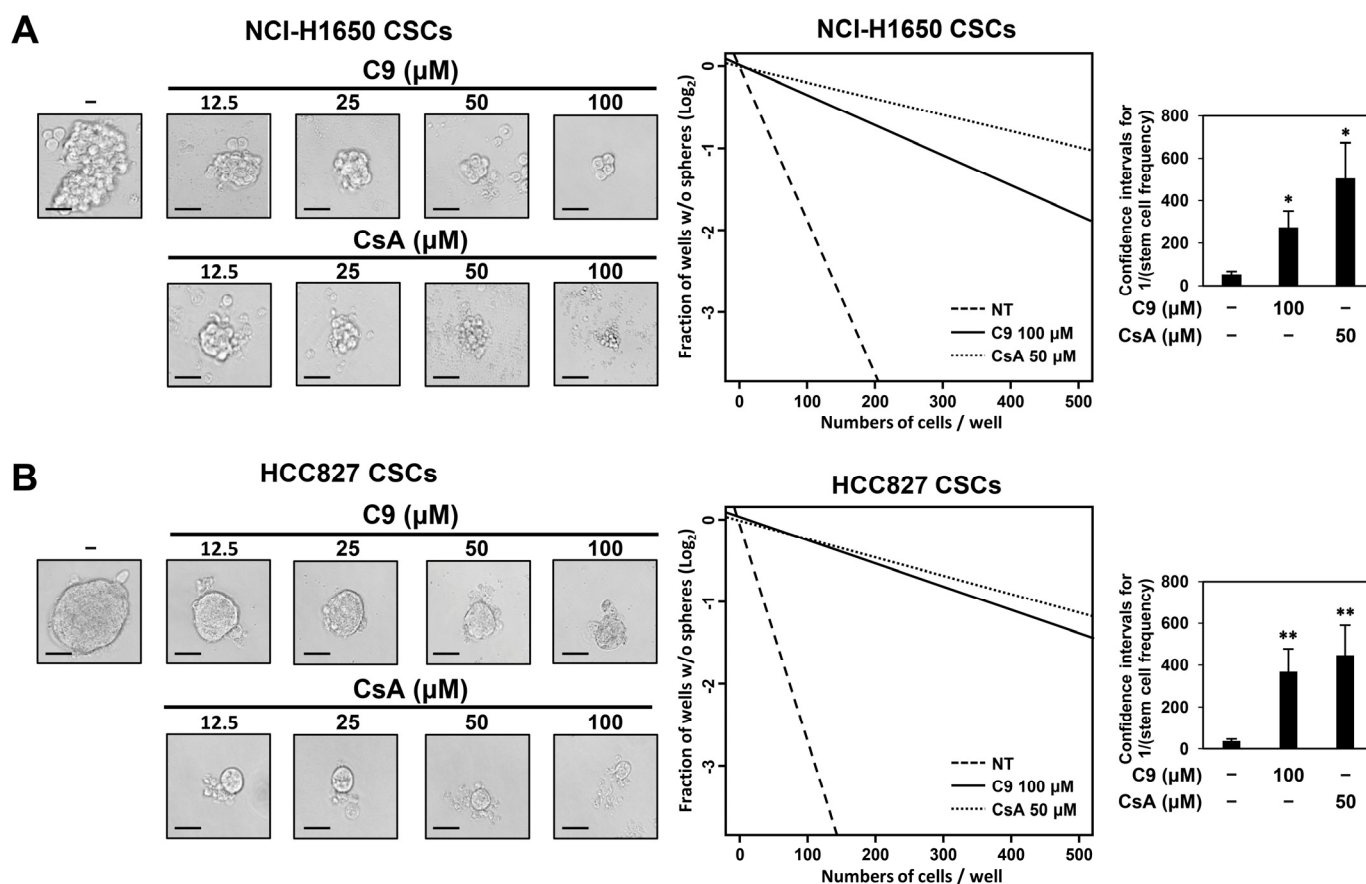 A
NCI-H1650 CSCs
C9 (µM)
– 12.5 25 50 100
CsA (µM)
12.5 25 50 100
NCI-H1650 CSCs
Fraction of wells w/o spheres (Log2)
0
-1
-2
-3
NT
C9 100 µM
CsA 50 µM
0 100 200 300 400 500
Numbers of cells / well
Confidence intervals for
1/(stem cell frequency)
800
600
400
200
0
* *
C9 (µM) – 100 –
CsA (µM) – – 50
B
HCC827 CSCs
C9 (µM)
– 12.5 25 50 100
CsA (µM)
12.5 25 50 100
HCC827 CSCs
Fraction of wells w/o spheres (Log2)
0
-1
-2
-3
NT
C9 100 µM
CsA 50 µM
0 100 200 300 400 500
Numbers of cells / well
Confidence intervals for
1/(stem cell frequency)
800
600
400
200
0
** **
C9 (µM) – 100 –
CsA (µM) – – 50